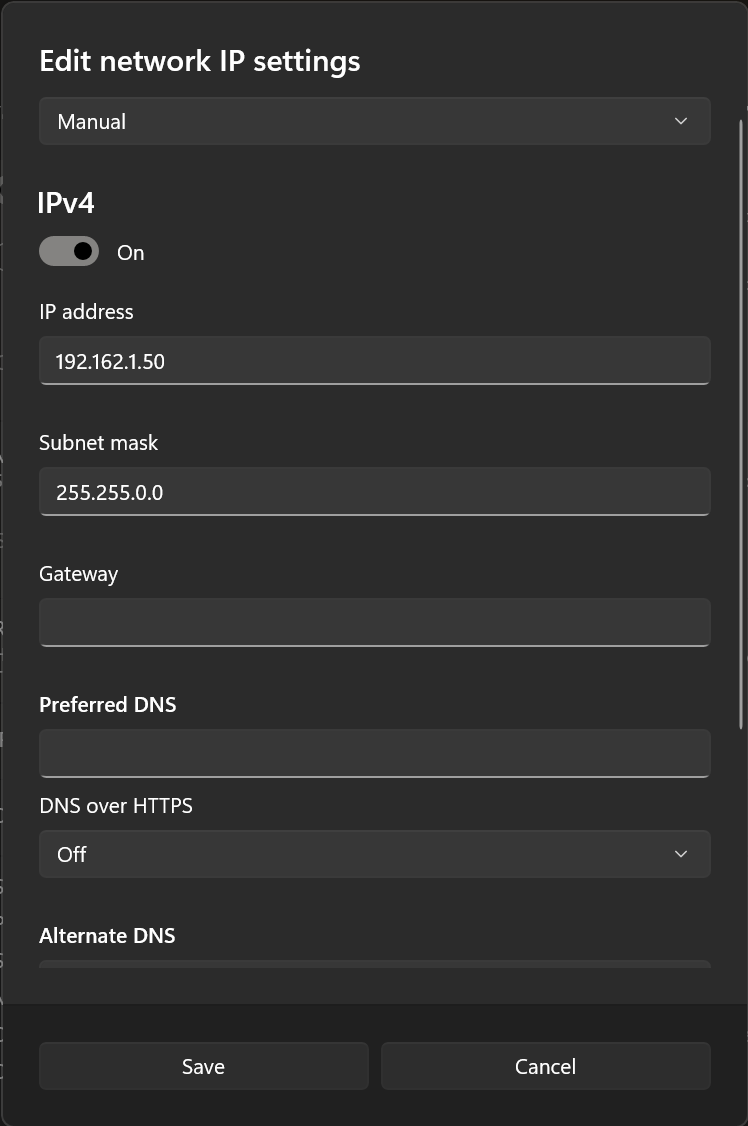 Edit network IP settings
Manual
IPv4
On
IP address
192.162.1.50
Subnet mask
255.255.0.0
Gateway
Preferred DNS
DNS over HTTPS
Off
Alternate DNS
Save
Cancel